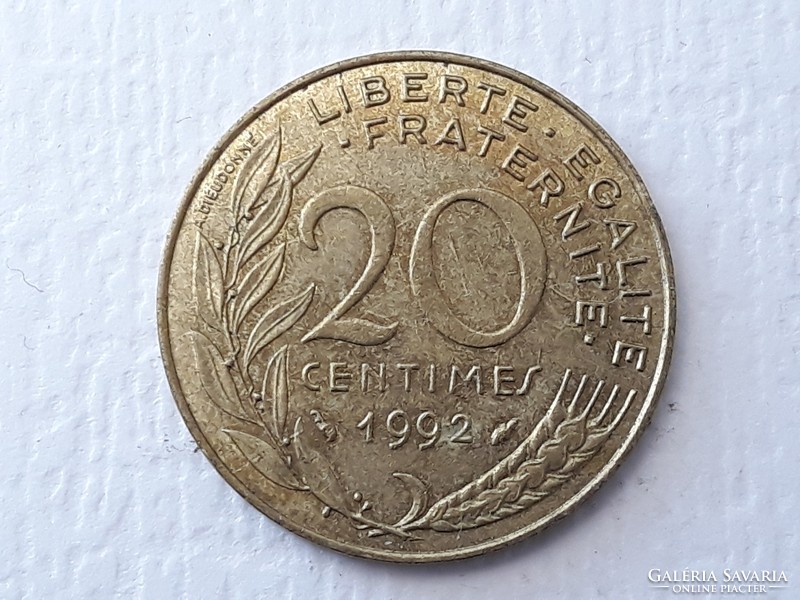 LIBERTE · EGALITE
· FRATERNITE ·
A.DIEUDONNE
20
CENTIMES
1992
GALÉRIA SAVARIA
ONLINE PIACTÉR